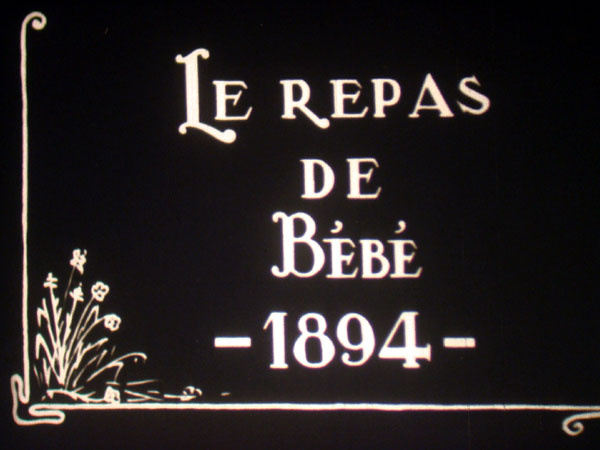 LE REPAS
DE
BÉBÉ
-1894-